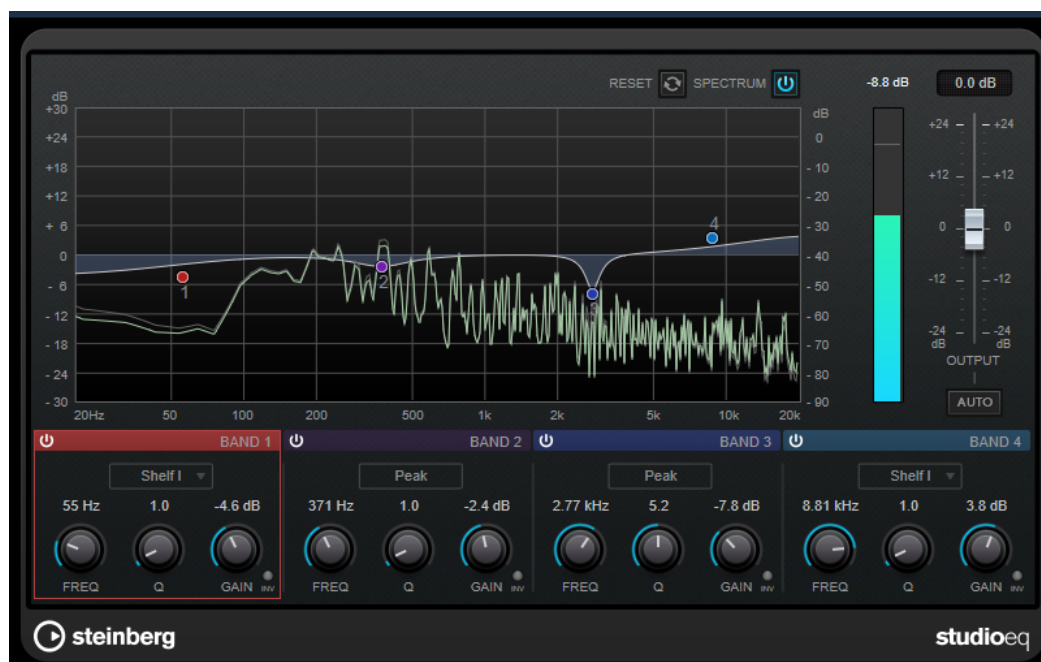 RESET SPECTRUM -8.8 dB 0.0 dB
dB
+30
+24
+18
+12
+ 6
0
- 6
- 12
- 18
- 24
- 30
dB
0
- 10
- 20
- 30
- 40
- 50
- 60
- 70
- 80
- 90
1
2
3
4
20Hz 50 100 200 500 1k 2k 5k 10k 20k
+24 +24
+12 +12
0 0
-12 -12
-24 -24
dB dB
OUTPUT
AUTO
BAND 1 BAND 2 BAND 3 BAND 4
Shelf I Peak Peak Shelf I
55 Hz 1.0 -4.6 dB 371 Hz 1.0 -2.4 dB 2.77 kHz 5.2 -7.8 dB 8.81 kHz 1.0 3.8 dB
FREQ Q GAIN INV FREQ Q GAIN INV FREQ Q GAIN INV FREQ Q GAIN INV
steinberg studioeq